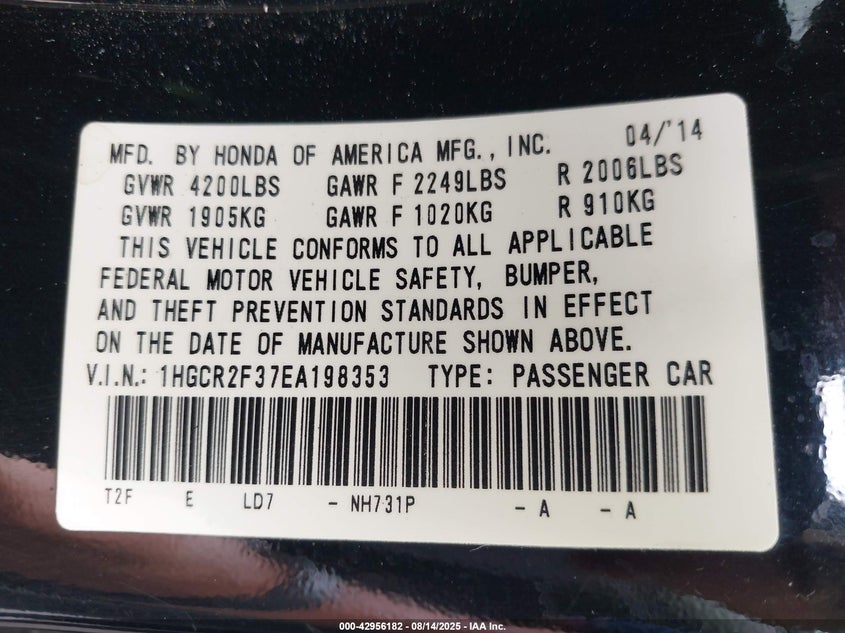 MFD. BY HONDA OF AMERICA MFG., INC. 04/'14
GVWR 4200LBS GAWR F 2249LBS R 2006LBS
GVWR 1905KG GAWR F 1020KG R 910KG
THIS VEHICLE CONFORMS TO ALL APPLICABLE
FEDERAL MOTOR VEHICLE SAFETY, BUMPER,
AND THEFT PREVENTION STANDARDS IN EFFECT
ON THE DATE OF MANUFACTURE SHOWN ABOVE.
V.I.N.: 1HGCR2F37EA198353 TYPE: PASSENGER CAR
T2F E LD7 - NH731P - A - A
000-42956182 - 08/14/2025 - IAA Inc.